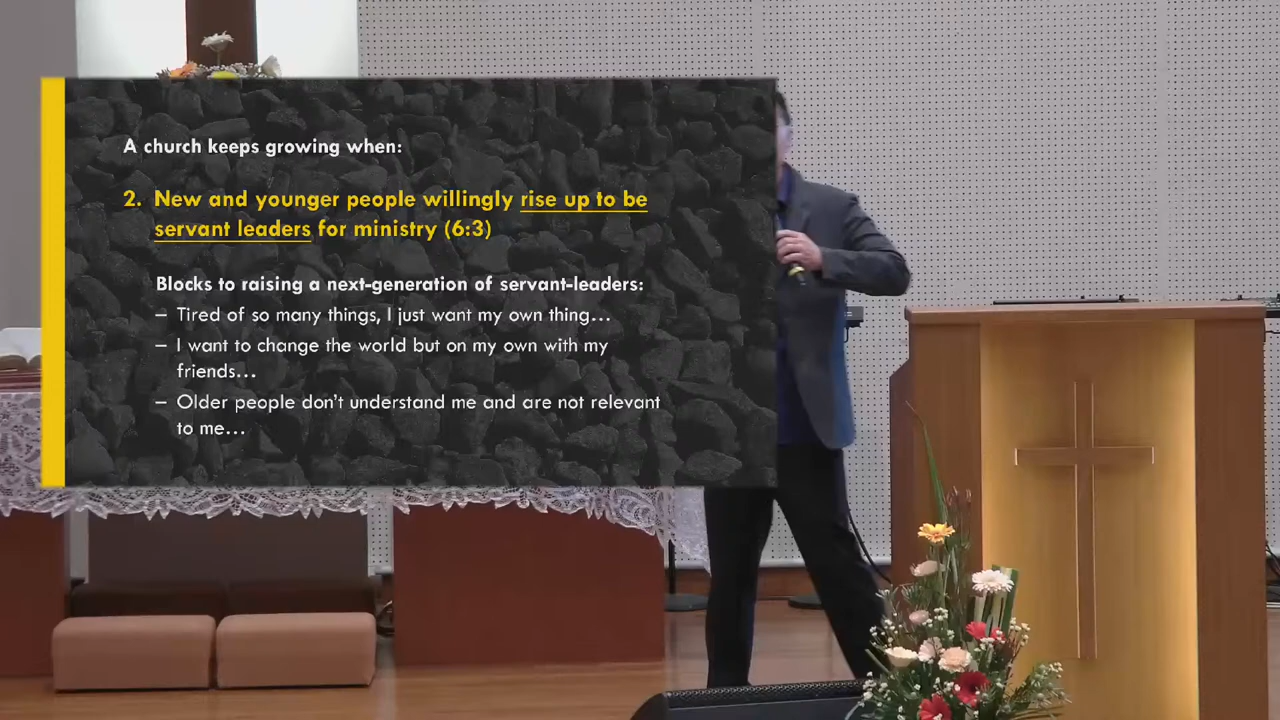 A church keeps growing when:
2. New and younger people willingly rise up to be
servant leaders for ministry (6:3)
Blocks to raising a next-generation of servant-leaders:
– Tired of so many things, I just want my own thing…
– I want to change the world but on my own with my
friends…
– Older people don't understand me and are not relevant
to me…